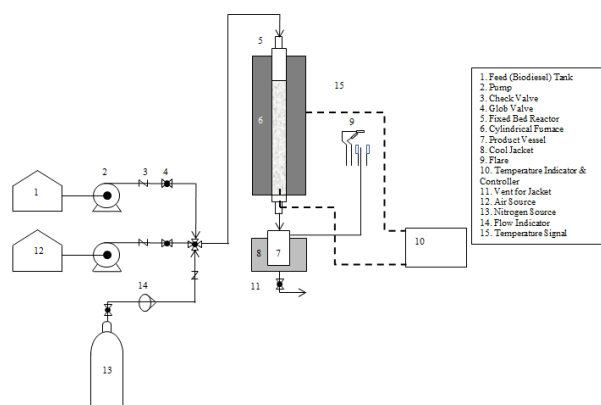 5
15
6
9
2
3
4
1
12
8
7
10
11
14
13
1. Feed (Biodiesel) Tank
2. Pump
3. Check Valve
4. Glob Valve
5. Fixed Bed Reactor
6. Cylindrical Furnace
7. Product Vessel
8. Cool Jacket
9. Flare
10. Temperature Indicator &
Controller
11. Vent for Jacket
12. Air Source
13. Nitrogen Source
14. Flow Indicator
15. Temperature Signal